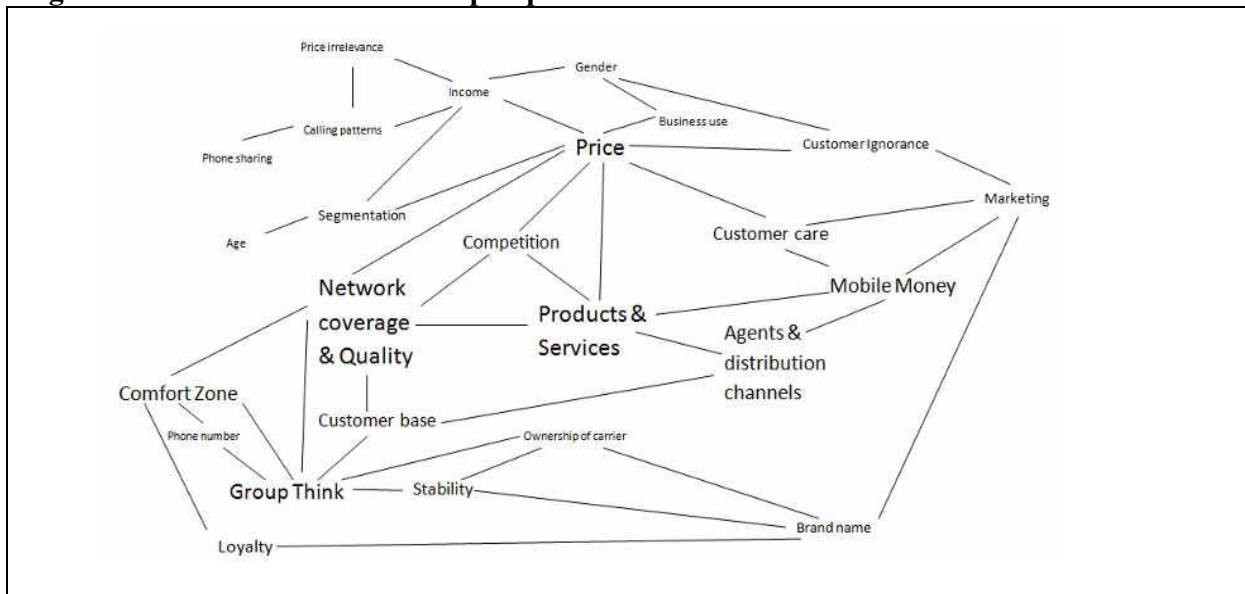 Price irrelevance
Gender
Income
Business use
Calling patterns
Customer Ignorance
Price
Phone sharing
Marketing
Segmentation
Customer care
Age
Competition
Network
coverage
& Quality
Mobile Money
Products &
Services
Agents &
distribution
channels
Comfort Zone
Customer base
Phone number
Ownership of carrier
Group Think
Stability
Brand name
Loyalty